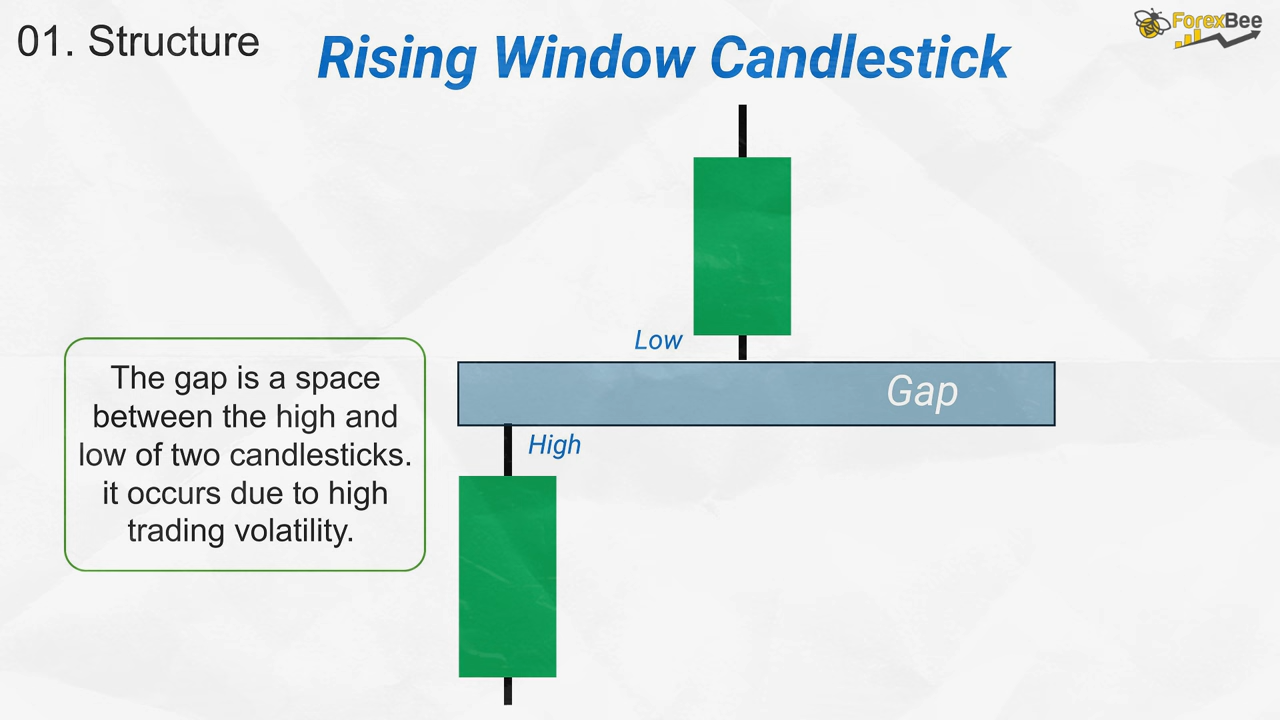 01. Structure
Rising Window Candlestick
ForexBee
Low
Gap
High
The gap is a space
between the high and
low of two candlesticks.
it occurs due to high
trading volatility.